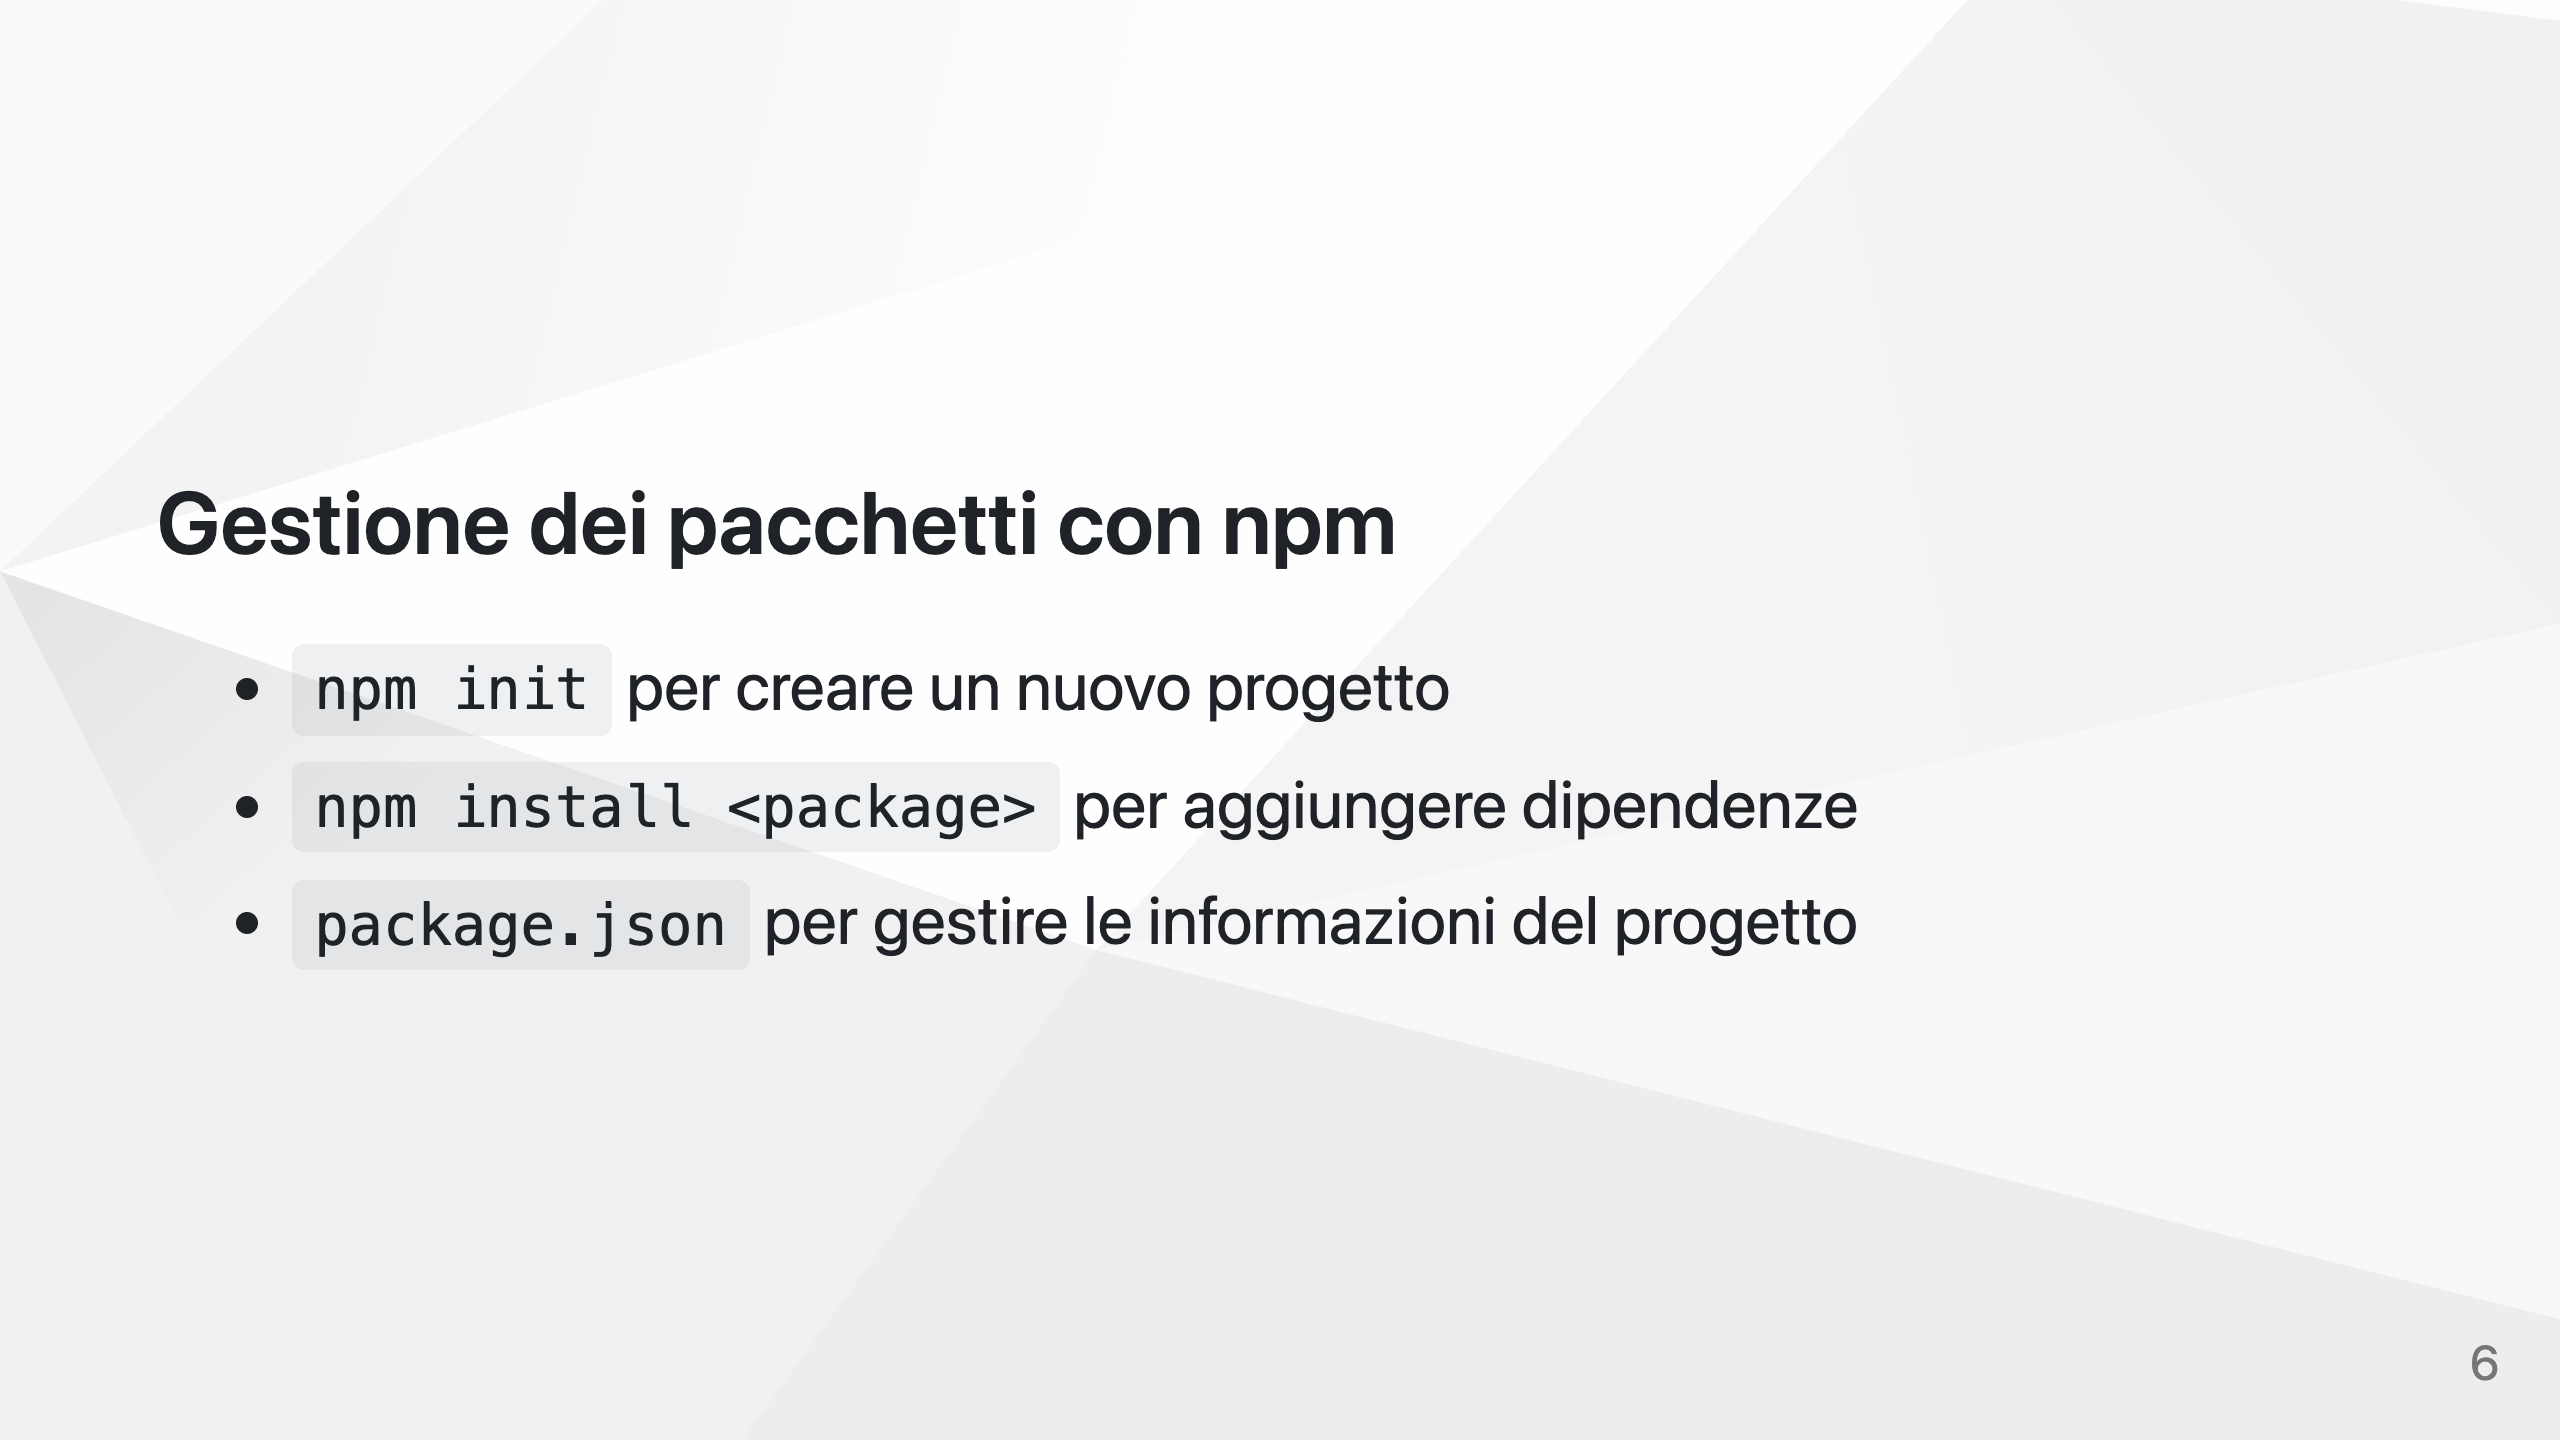 Gestione dei pacchetti con npm
• npm init per creare un nuovo progetto
• npm install <package> per aggiungere dipendenze
• package.json per gestire le informazioni del progetto
6